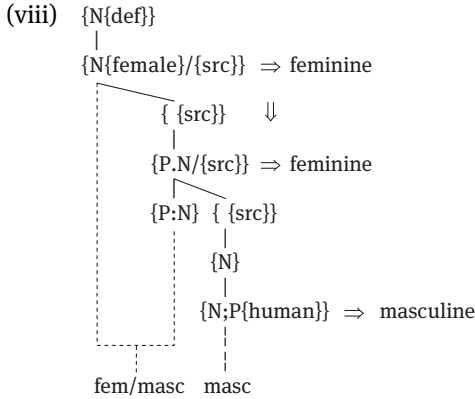 (viii) {N{def}}
{N{female}/{src}} ⇒ feminine
{ {src}} ⇓
{P.N/{src}} ⇒ feminine
{P:N} { {src}}
{N}
{N;P{human}} ⇒ masculine
fem/masc masc